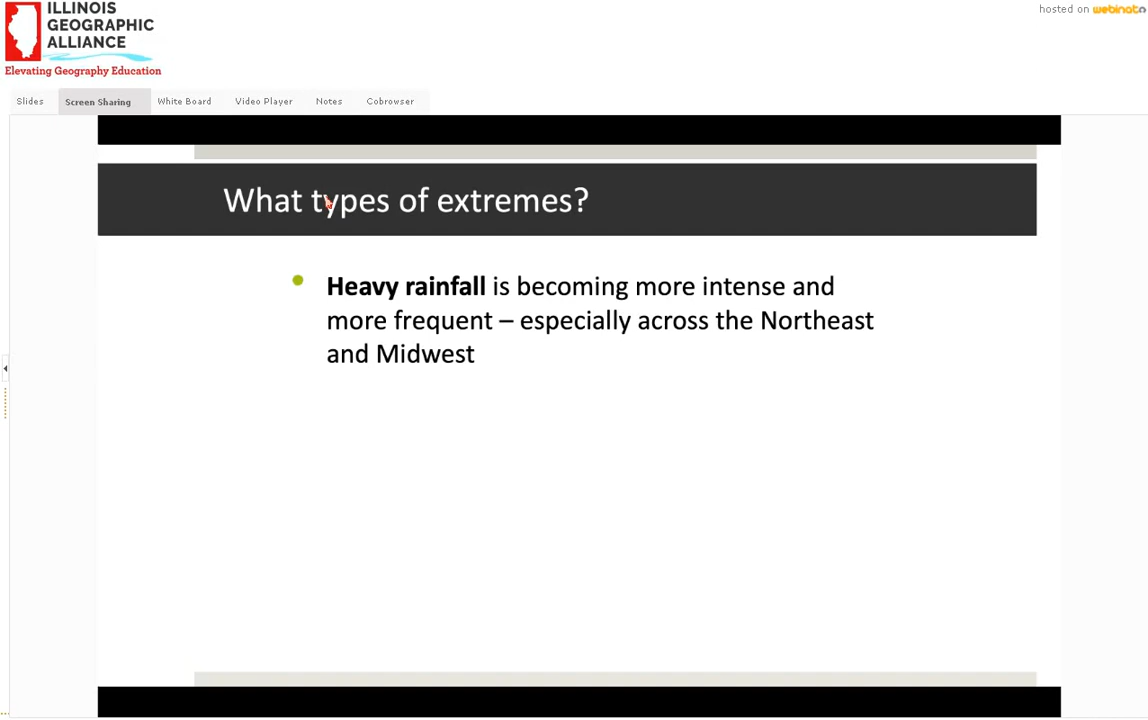 ILLINOIS
GEOGRAPHIC
ALLIANCE
Elevating Geography Education
hosted on webinato
Slides
Screen Sharing
White Board
Video Player
Notes
Cobrowser
What types of extremes?
Heavy rainfall is becoming more intense and
more frequent – especially across the Northeast
and Midwest